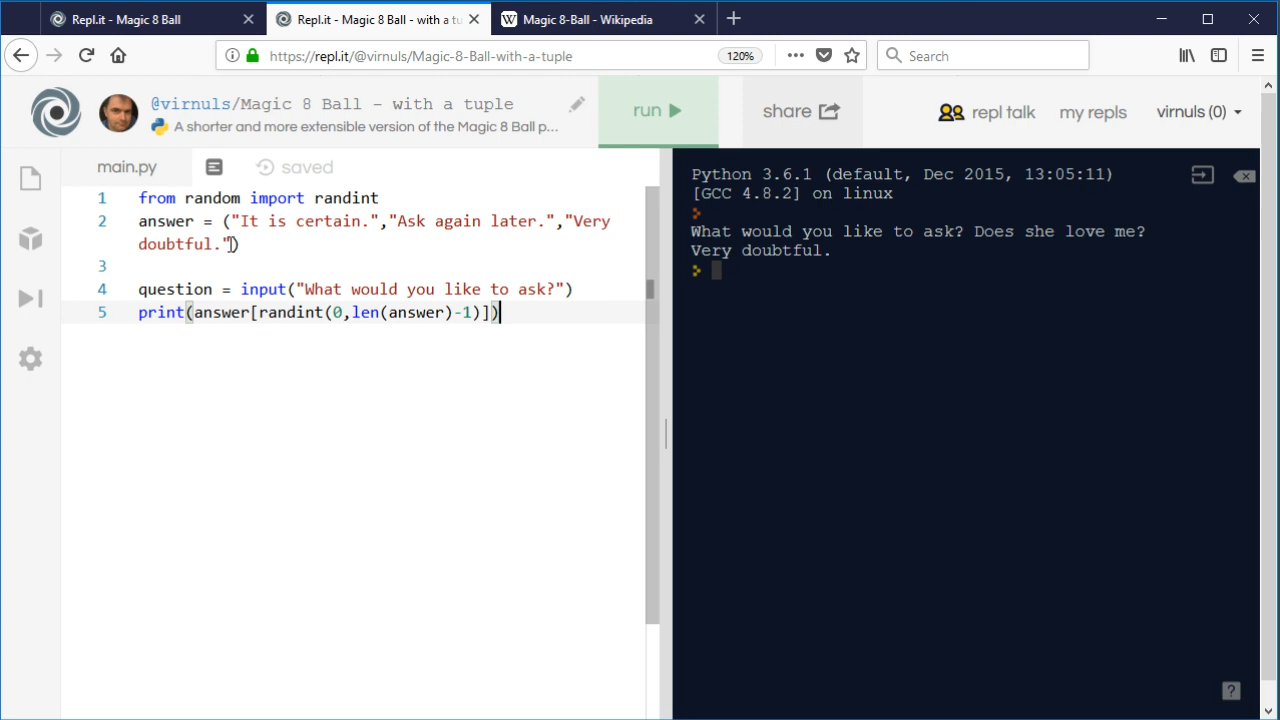 Repl.it - Magic 8 Ball
Repl.it - Magic 8 Ball - with a tu
W Magic 8-Ball - Wikipedia
https://repl.it/@virnuls/Magic-8-Ball-with-a-tuple
120%
Search
@virnuls/Magic 8 Ball - with a tuple
A shorter and more extensible version of the Magic 8 Ball p...
run
share
repl talk
my repls
virnuls (0)
main.py
saved
1 from random import randint
2 answer = ("It is certain.","Ask again later.","Very
doubtful.")
3
4 question = input("What would you like to ask?")
5 print(answer[randint(0,len(answer)-1)])
Python 3.6.1 (default, Dec 2015, 13:05:11)
[GCC 4.8.2] on linux
>
What would you like to ask? Does she love me?
Very doubtful.
>
?